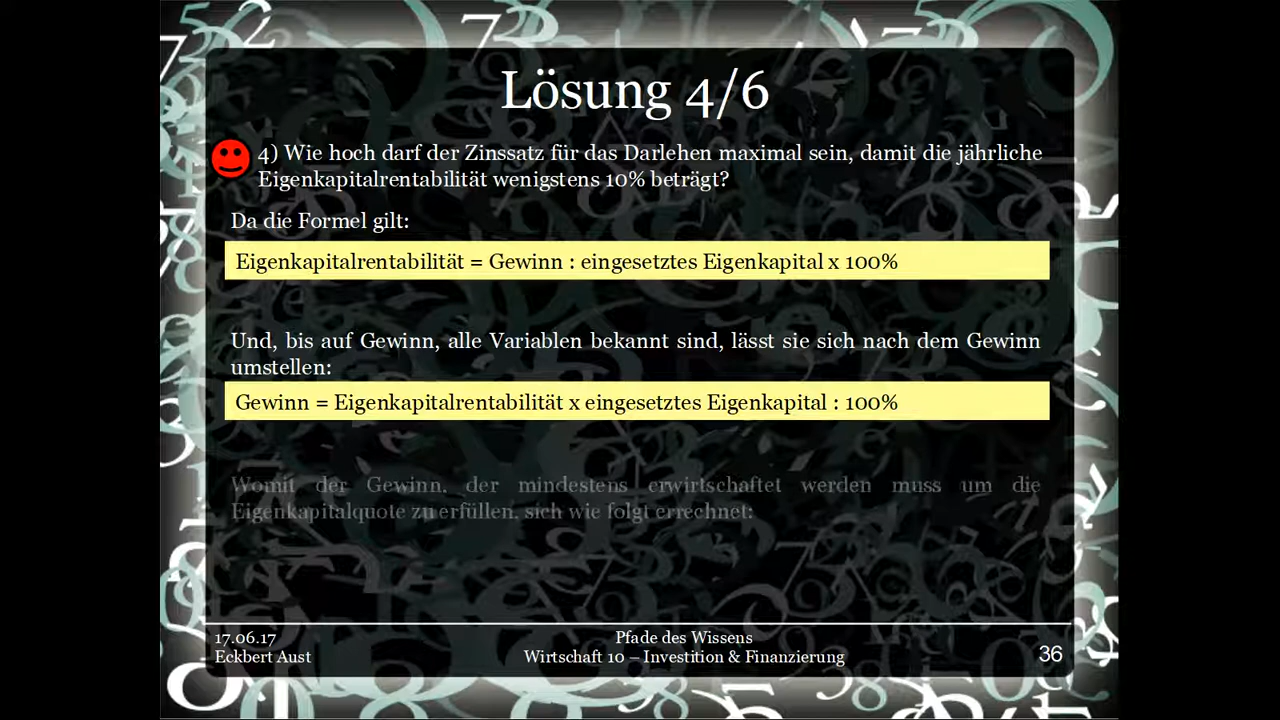 Lösung 4/6
4) Wie hoch darf der Zinssatz für das Darlehen maximal sein, damit die jährliche
Eigenkapitalrentabilität wenigstens 10% beträgt?
Da die Formel gilt:
Eigenkapitalrentabilität = Gewinn : eingesetztes Eigenkapital x 100%
Und, bis auf Gewinn, alle Variablen bekannt sind, lässt sie sich nach dem Gewinn
umstellen:
Gewinn = Eigenkapitalrentabilität x eingesetztes Eigenkapital : 100%
Womit der Gewinn, der mindestens erwirtschaftet werden muss um die
Eigenkapitalquote zu erfüllen, sich wie folgt errechnet:
17.06.17
Eckbert Aust
Pfade des Wissens
Wirtschaft 10 – Investition & Finanzierung
36